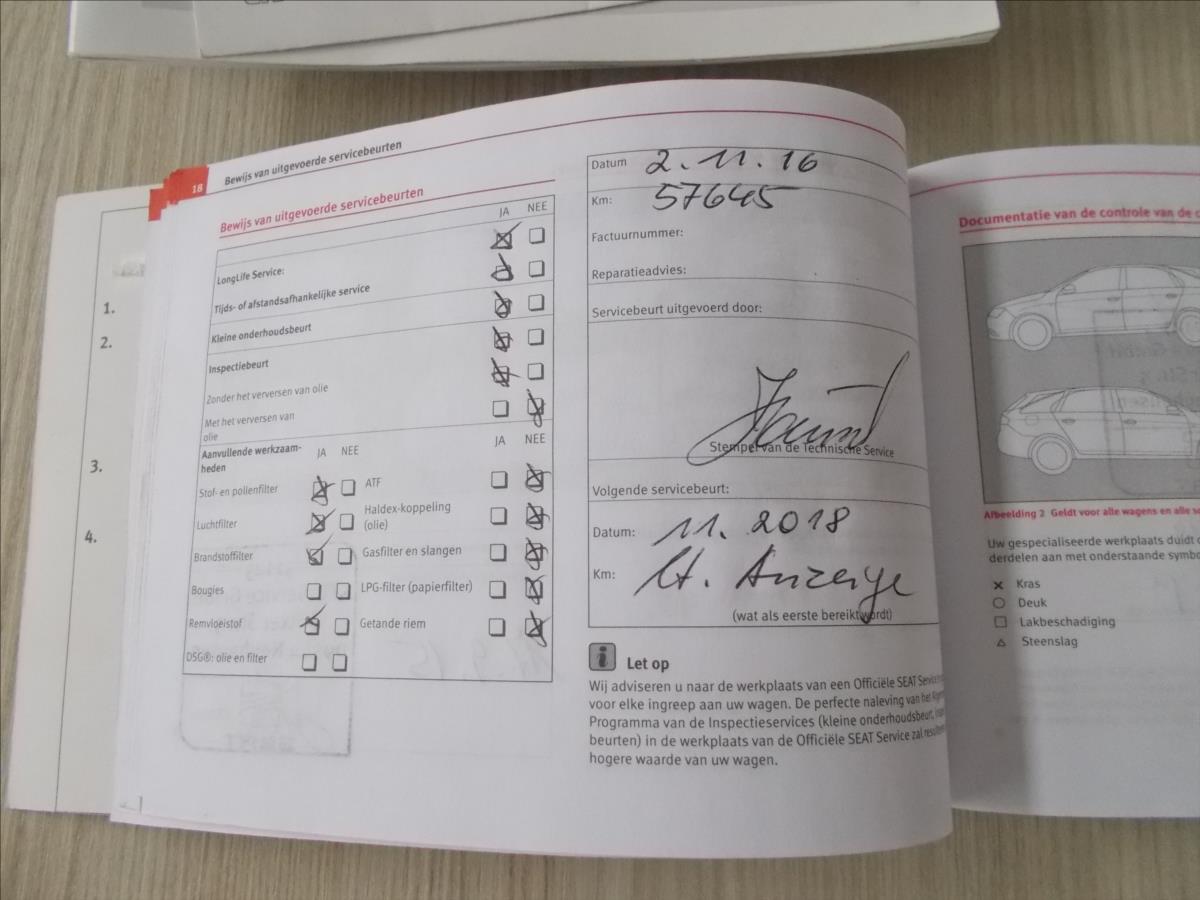 18 Bewijs van uitgevoerde servicebeurten
Bewijs van uitgevoerde servicebeurten
JA NEE
LongLife Service:
Tijds- of afstandsafhankelijke service
Kleine onderhoudsbeurt
Inspectiebeurt
Zonder het verversen van olie
Met het verversen van
olie
Aanvullende werkzaam-
heden
JA NEE
JA NEE
Stof- en pollenfilter
ATF
Luchtfilter
Haldex-koppeling
(olie)
Brandstoffilter
Gasfilter en slangen
Bougies
LPG-filter (papierfilter)
Remvloeistof
Getande riem
DSG®: olie en filter
Datum 2.11.16
Km: 57645
Factuurnummer:
Reparatieadvies:
Servicebeurt uitgevoerd door:
Stempel van de Technische Service
Volgende servicebeurt:
Datum: 11. 2018
Km: lt. Anzeige
(wat als eerste bereikt wordt)
i Let op
Wij adviseren u naar de werkplaats van een Officiële SEAT Service
voor elke ingreep aan uw wagen. De perfecte naleving van het
Programma van de Inspectieservices (kleine onderhoudsbeurt,
beurten) in de werkplaats van de Officiële SEAT Service zal
hogere waarde van uw wagen.
1.
2.
3.
4.
Documentatie van de controle van de
Afbeelding 2 Geldt voor alle wagens en alle
Uw gespecialiseerde werkplaats duidt
derdelen aan met onderstaande
Kras
Deuk
Lakbeschadiging
Steenslag